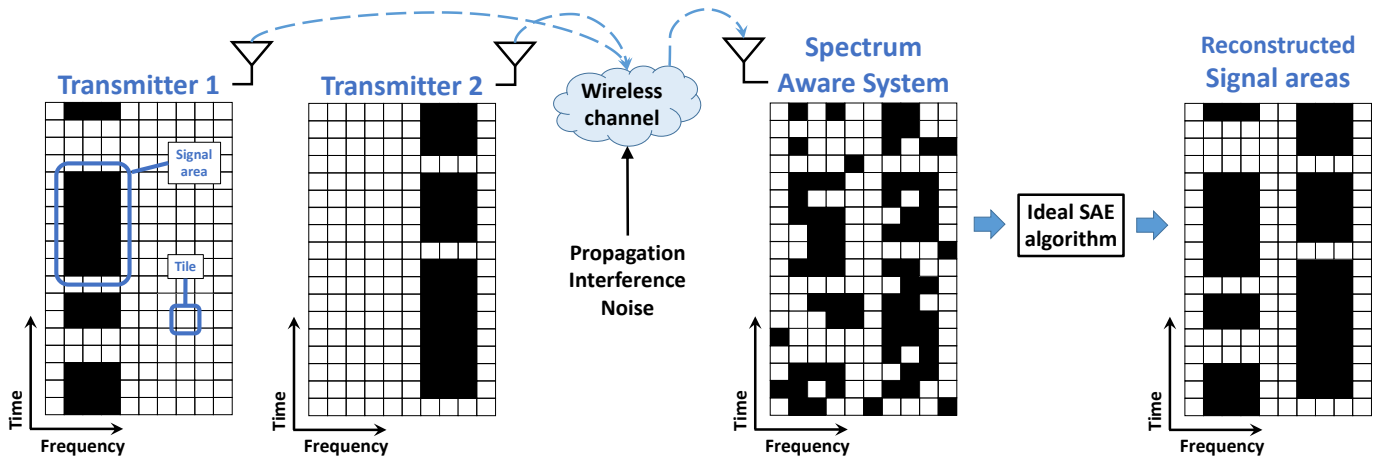 Transmitter 1
Signal
area
Tile
Time
Frequency
Transmitter 2
Time
Frequency
Wireless
channel
Propagation
Interference
Noise
Spectrum
Aware System
Time
Frequency
Ideal SAE
algorithm
Reconstructed
Signal areas
Time
Frequency